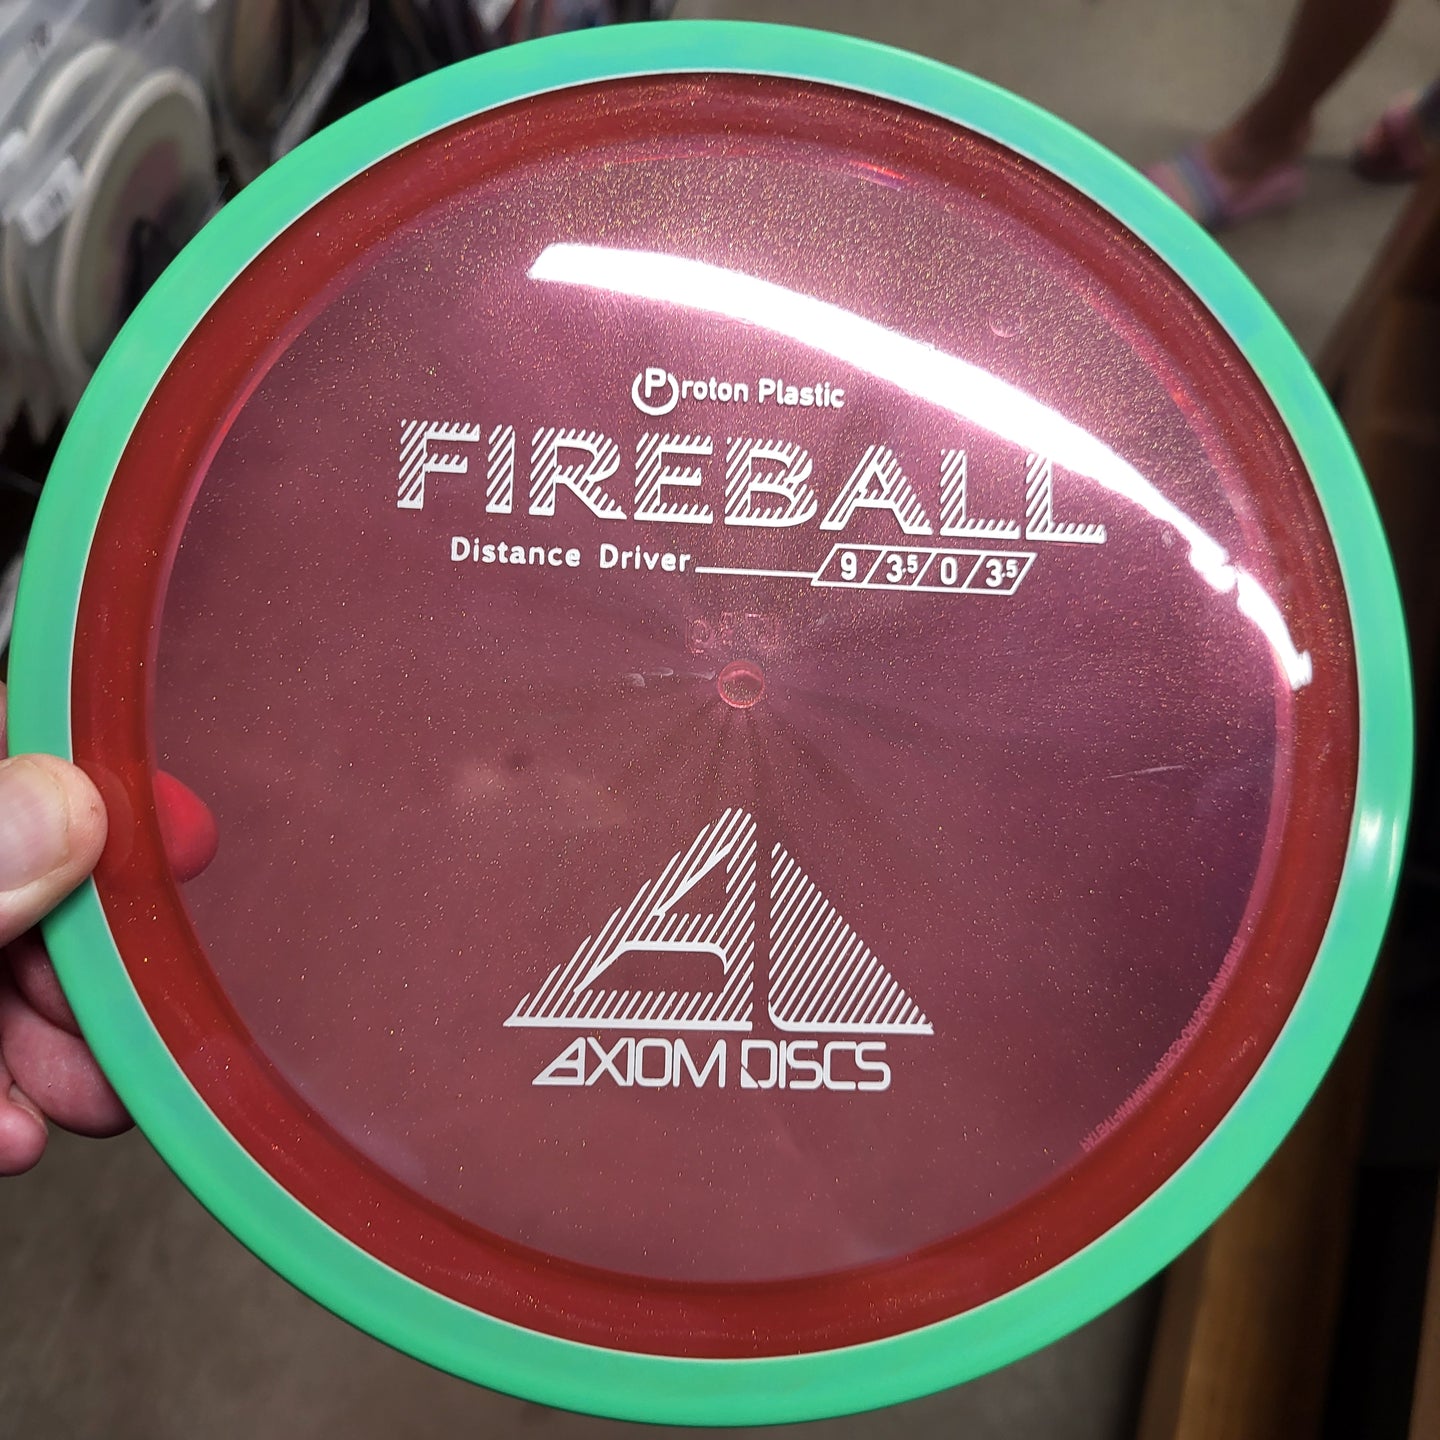 Proton Plastic
FIREBALL
Distance Driver 9/3.5/0/3.5
AXIOM DISCS